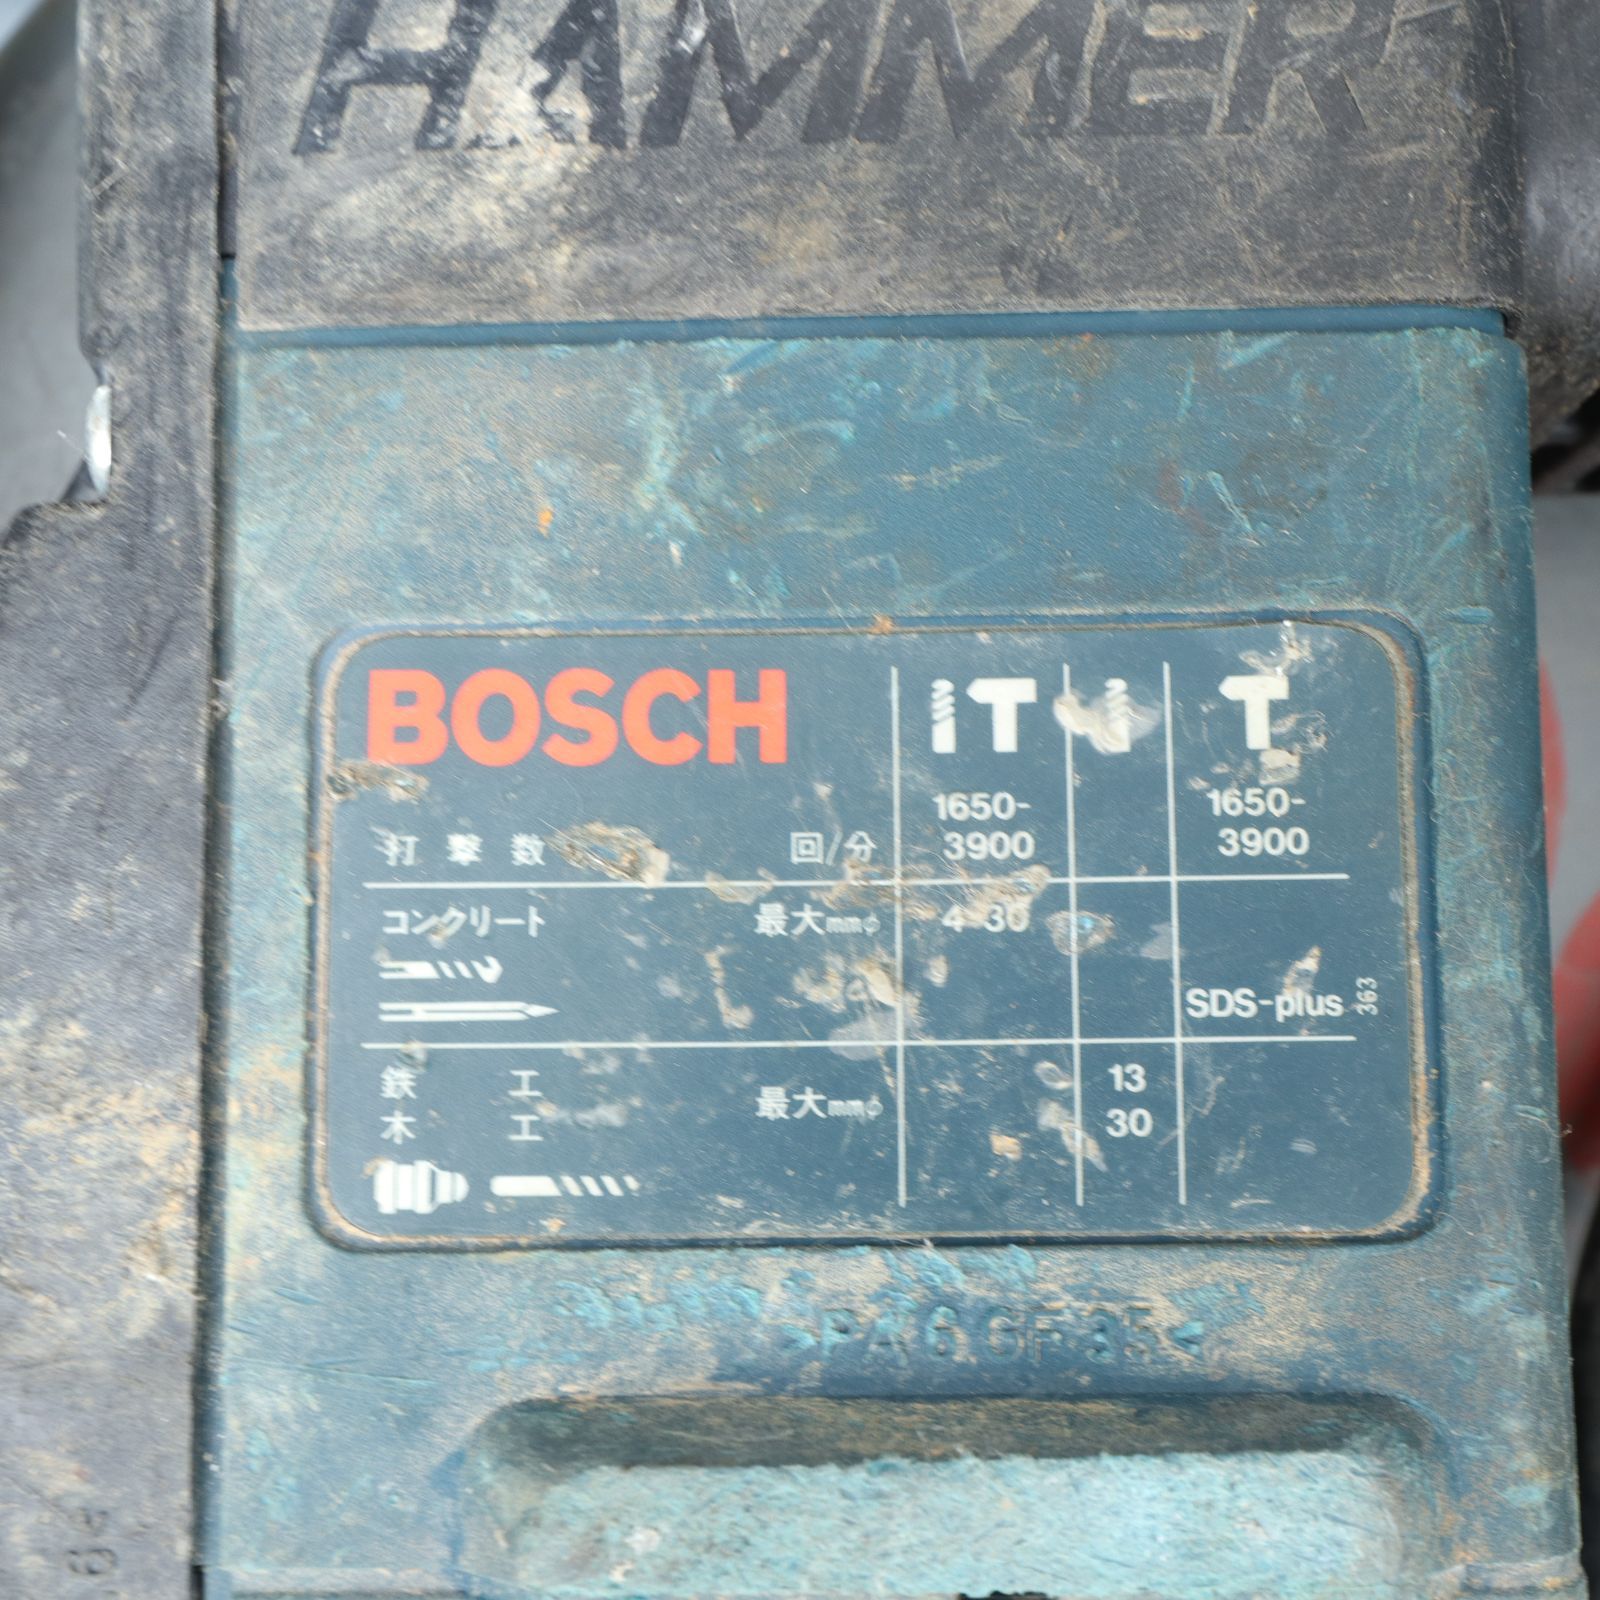 HAMMER
BOSCH
1650-
3900
1650-
3900
打撃数 回/分
コンクリート 最大mmφ 4-30
SDS-plus 363
鉄工 13
最大mmφ
木工 30
>PA 6 GF 35<